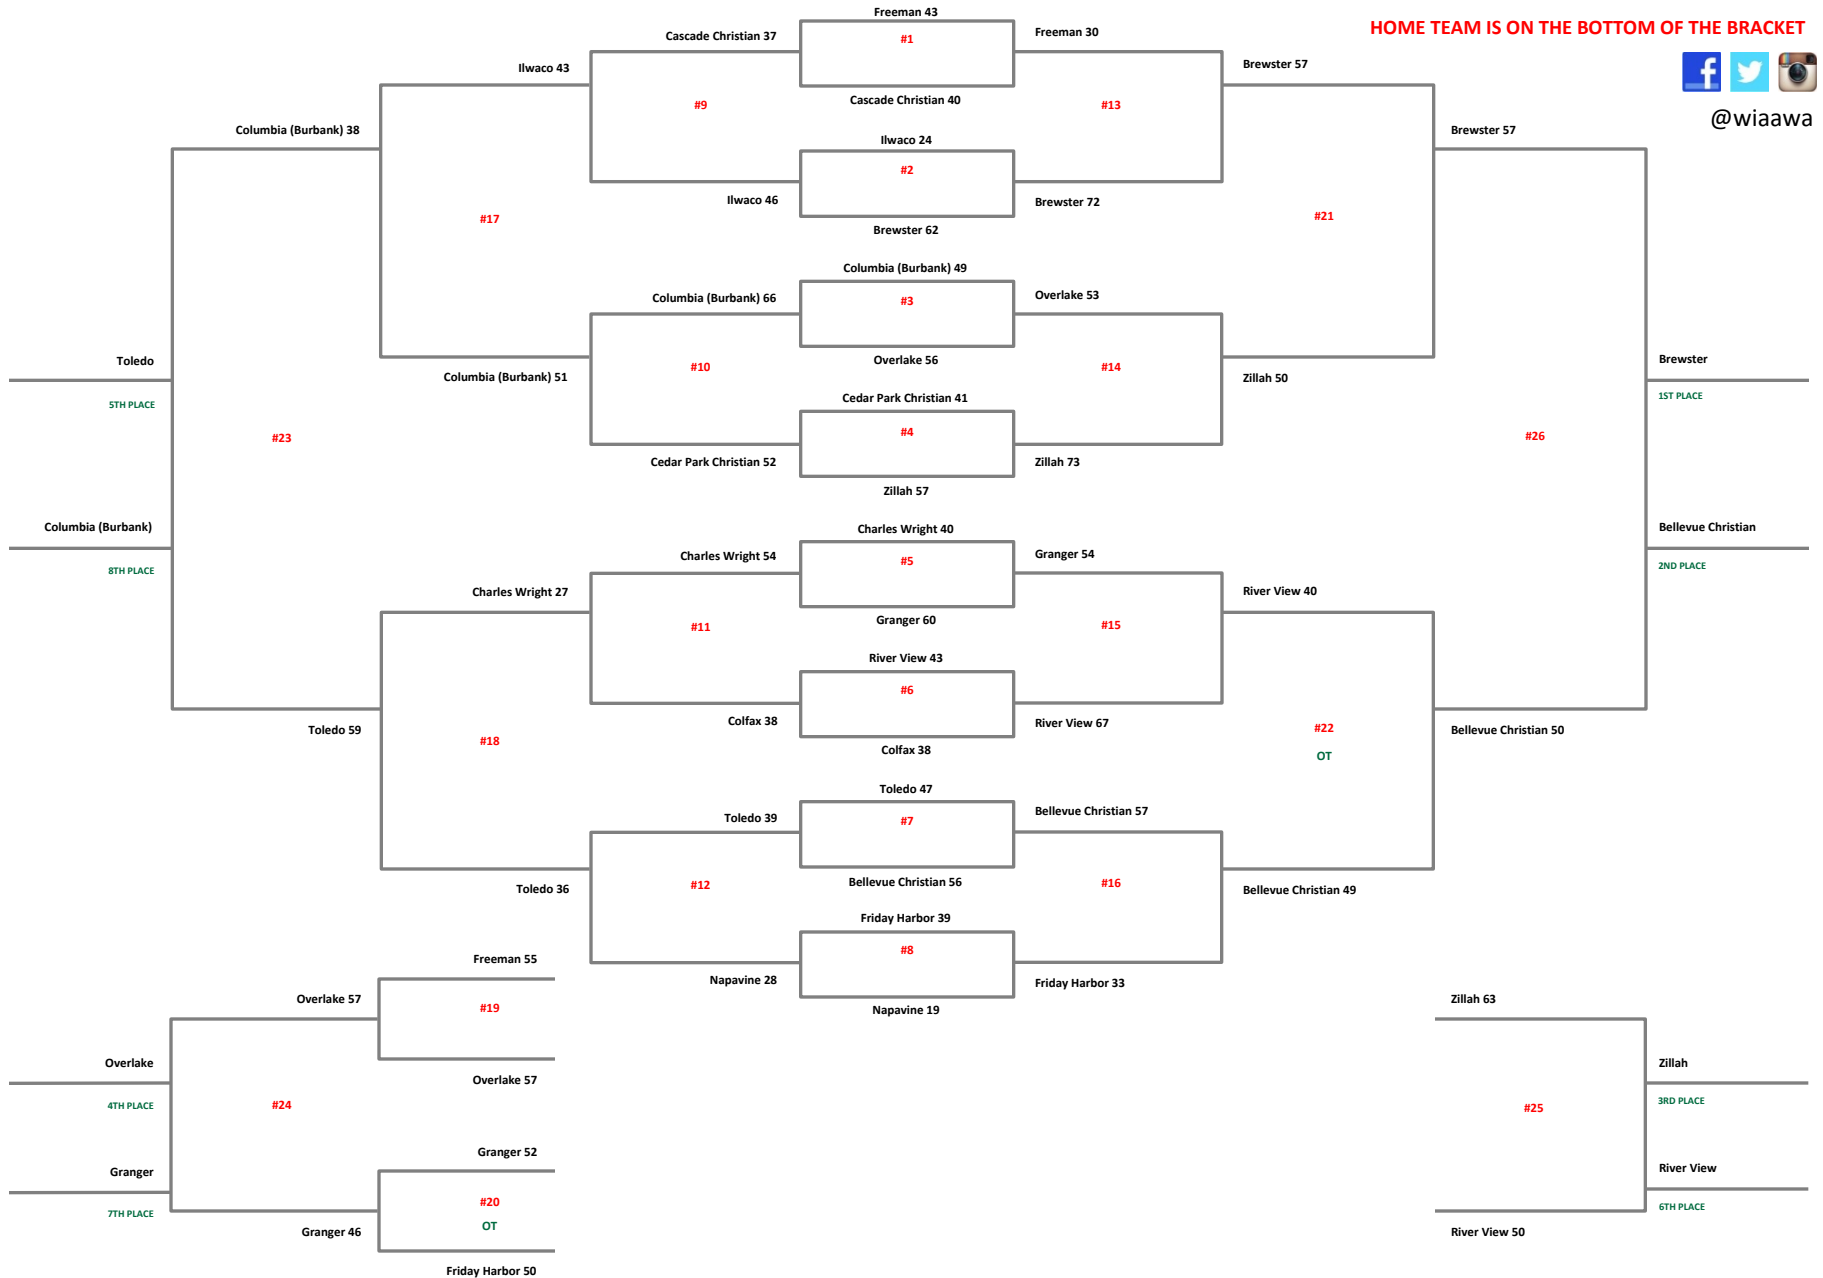 Freeman 43
HOME TEAM IS ON THE BOTTOM OF THE BRACKET
Cascade Christian 37
#1
Freeman 30
Ilwaco 43
Brewster 57
Cascade Christian 40
#9
#13
@wiaawa
Columbia (Burbank) 38
Ilwaco 24
Brewster 57
#2
Ilwaco 46
Brewster 72
#17
#21
Brewster 62
Columbia (Burbank) 49
Columbia (Burbank) 66
#3
Overlake 53
Toledo
Overlake 56
Brewster
#10
#14
Columbia (Burbank) 51
Zillah 50
5TH PLACE
Cedar Park Christian 41
1ST PLACE
#23
#4
#26
Cedar Park Christian 52
Zillah 73
Zillah 57
Columbia (Burbank)
Charles Wright 40
Bellevue Christian
Charles Wright 54
#5
Granger 54
8TH PLACE
2ND PLACE
Charles Wright 27
River View 40
Granger 60
#11
#15
River View 43
#6
Toledo 59
Colfax 38
River View 67
#22
Bellevue Christian 50
#18
Colfax 38
OT
Toledo 47
Toledo 39
#7
Bellevue Christian 57
Toledo 36
#12
Bellevue Christian 56
#16
Bellevue Christian 49
Friday Harbor 39
#8
Freeman 55
Napavine 28
Friday Harbor 33
Overlake 57
#19
Napavine 19
Zillah 63
Overlake
Overlake 57
Zillah
4TH PLACE
#24
#25
3RD PLACE
Granger 52
Granger
River View
7TH PLACE
#20
6TH PLACE
Granger 46
OT
River View 50
Friday Harbor 50